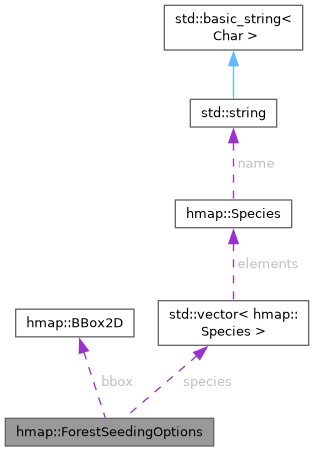 std::basic_string<
Char >
std::string
name
hmap::Species
elements
std::vector< hmap::
Species >
hmap::BBox2D
bbox
species
hmap::ForestSeedingOptions